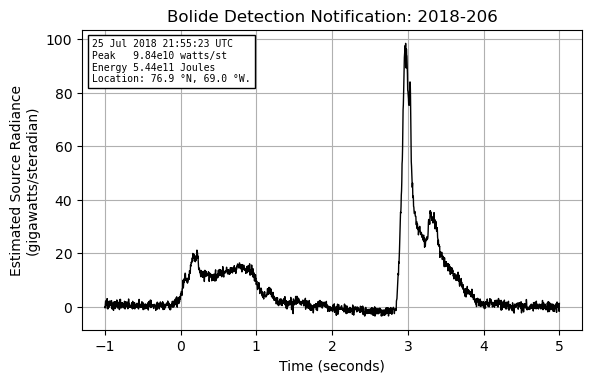 Bolide Detection Notification: 2018-206
25 Jul 2018 21:55:23 UTC
Peak   9.84e10 watts/st
Energy 5.44e11 Joules
Location: 76.9 °N, 69.0 °W.
Estimated Source Radiance
(gigawatts/steradian)
100
80
60
40
20
0
−1 0 1 2 3 4 5
Time (seconds)